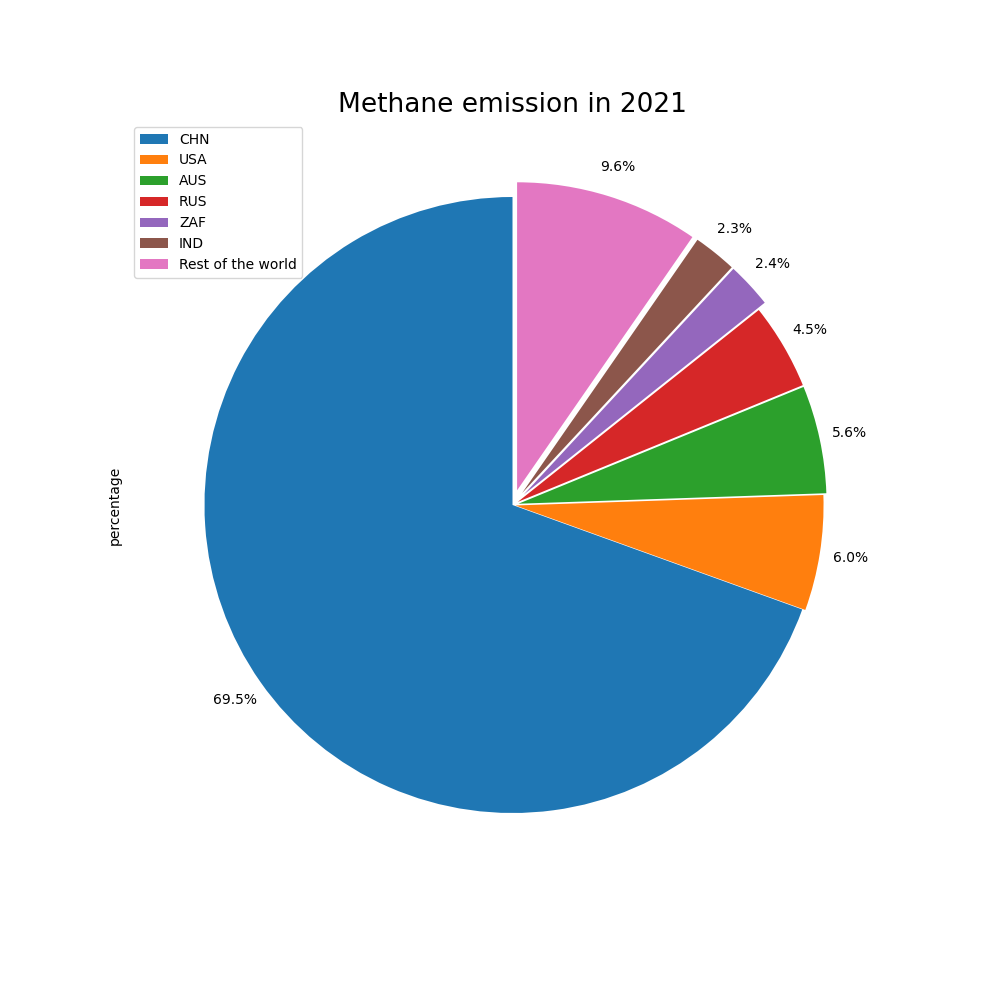 Methane emission in 2021
CHN
USA
AUS
RUS
ZAF
IND
Rest of the world
9.6%
2.3%
2.4%
4.5%
5.6%
6.0%
69.5%
percentage